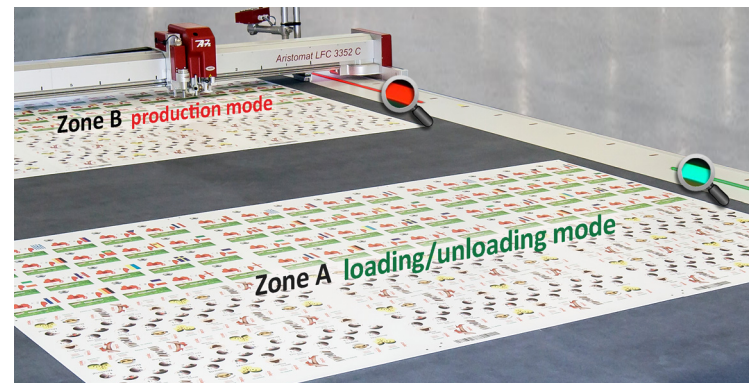 Aristomat LFC 3352 C
Zone B production mode
Zone A loading/unloading mode